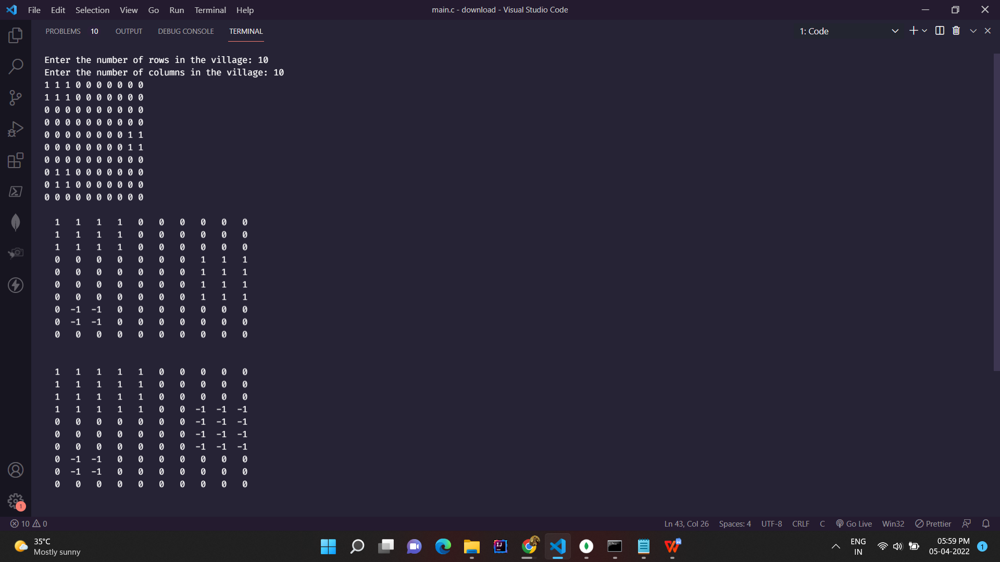 File Edit Selection View Go Run Terminal Help
main.c - download - Visual Studio Code
PROBLEMS 10 OUTPUT DEBUG CONSOLE TERMINAL
1: Code
Enter the number of rows in the village: 10
Enter the number of columns in the village: 10
1 1 1 0 0 0 0 0 0 0
1 1 1 0 0 0 0 0 0 0
0 0 0 0 0 0 0 0 0 0
0 0 0 0 0 0 0 0 0 0
0 0 0 0 0 0 0 0 1 1
0 0 0 0 0 0 0 0 1 1
0 0 0 0 0 0 0 0 0 0
0 1 1 0 0 0 0 0 0 0
0 1 1 0 0 0 0 0 0 0
0 0 0 0 0 0 0 0 0 0
1 1 1 1 0 0 0 0 0 0
1 1 1 1 0 0 0 0 0 0
1 1 1 1 0 0 0 0 0 0
0 0 0 0 0 0 0 1 1 1
0 0 0 0 0 0 0 1 1 1
0 0 0 0 0 0 0 1 1 1
0 0 0 0 0 0 0 1 1 1
0 -1 -1 0 0 0 0 0 0 0
0 -1 -1 0 0 0 0 0 0 0
0 0 0 0 0 0 0 0 0 0
1 1 1 1 1 0 0 0 0 0
1 1 1 1 1 0 0 0 0 0
1 1 1 1 1 0 0 0 0 0
1 1 1 1 1 0 0 -1 -1 -1
0 0 0 0 0 0 0 -1 -1 -1
0 0 0 0 0 0 0 -1 -1 -1
0 0 0 0 0 0 0 -1 -1 -1
0 -1 -1 0 0 0 0 0 0 0
0 -1 -1 0 0 0 0 0 0 0
0 0 0 0 0 0 0 0 0 0
1
10 0 Ln 43, Col 26 Spaces: 4 UTF-8 CRLF C Go Live Win32 Prettier
35°C
Mostly sunny
IJ
ENG
IN
05:59 PM
05-04-2022
1